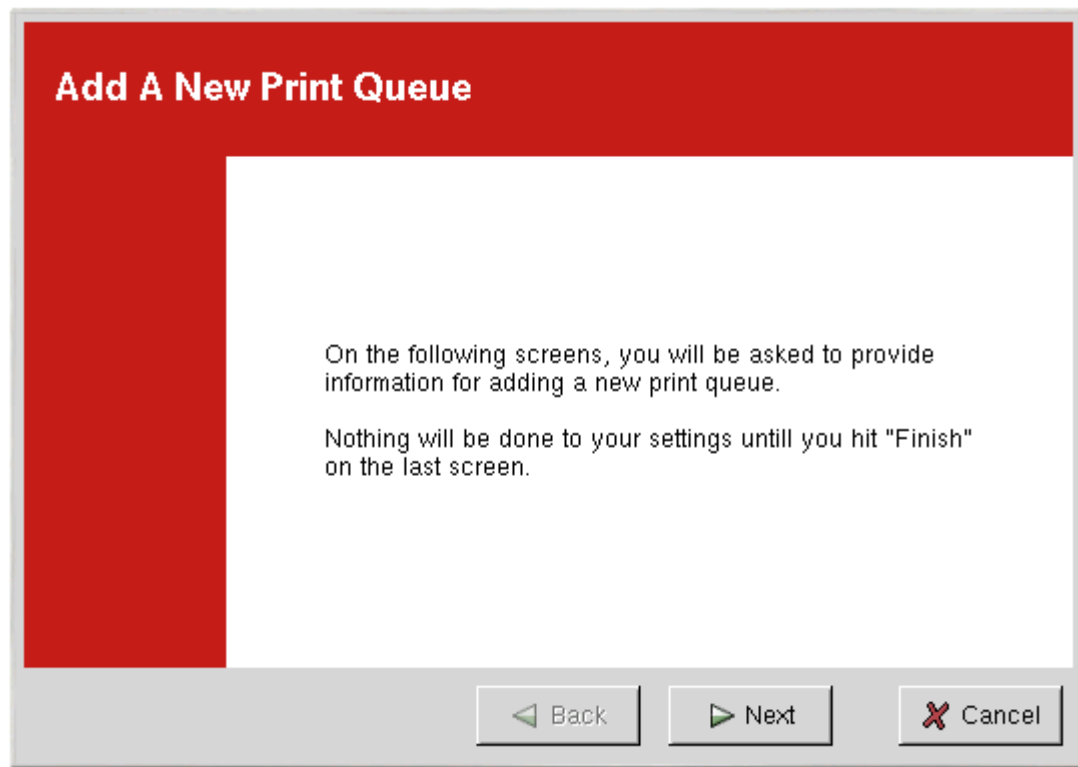 Add A New Print Queue
On the following screens, you will be asked to provide
information for adding a new print queue.
Nothing will be done to your settings untill you hit "Finish"
on the last screen.
Back
Next
Cancel